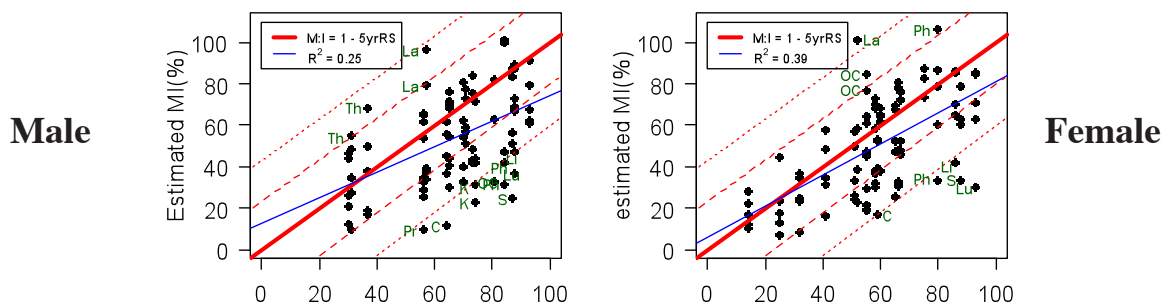 Male
Estimated MI(%)
100
80
60
40
20
0
0 20 40 60 80 100
M:I = 1 - 5yrRS
R² = 0.25
La
La
Th
Th
Ph
Li
La
K
K
S
Pr
C
estimated MI(%)
100
80
60
40
20
0
0 20 40 60 80 100
M:I = 1 - 5yrRS
R² = 0.39
Ph
La
OC
OC
Li
Ph
S
Lu
C
Female